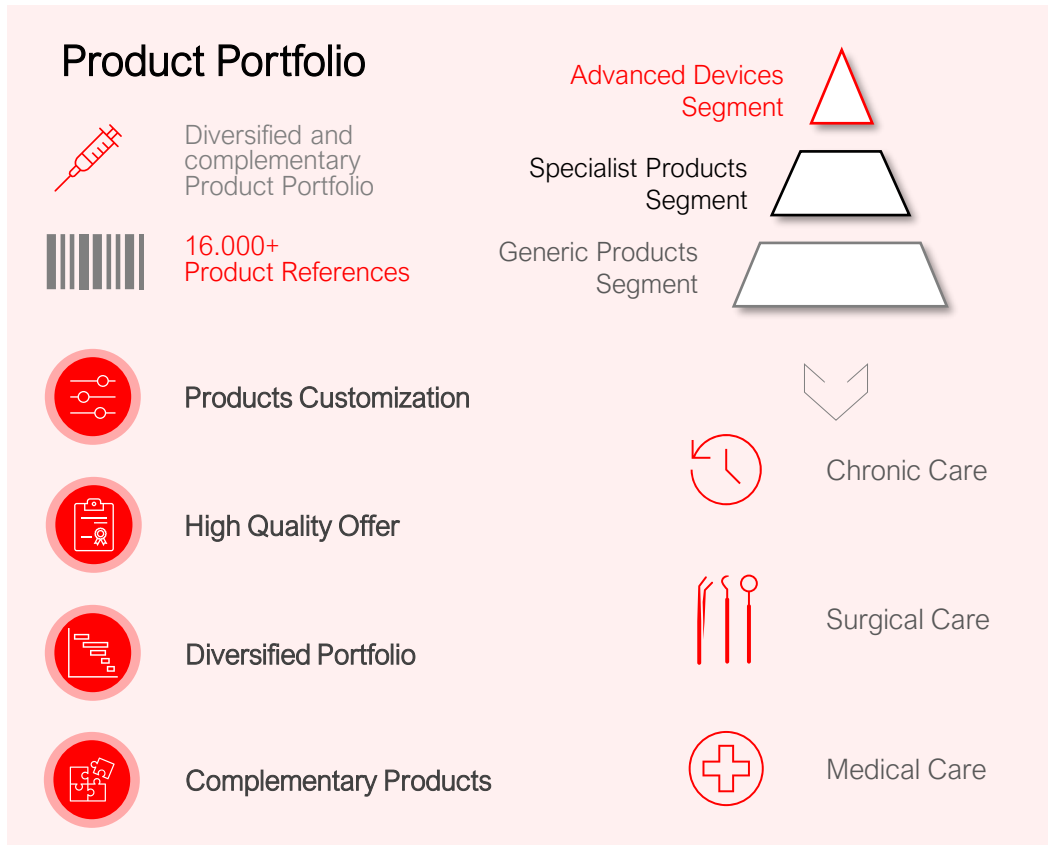 Product Portfolio
Diversified and
complementary
Product Portfolio
16.000+
Product References
Products Customization
High Quality Offer
Diversified Portfolio
Complementary Products
Advanced Devices
Segment
Specialist Products
Segment
Generic Products
Segment
Chronic Care
Surgical Care
Medical Care